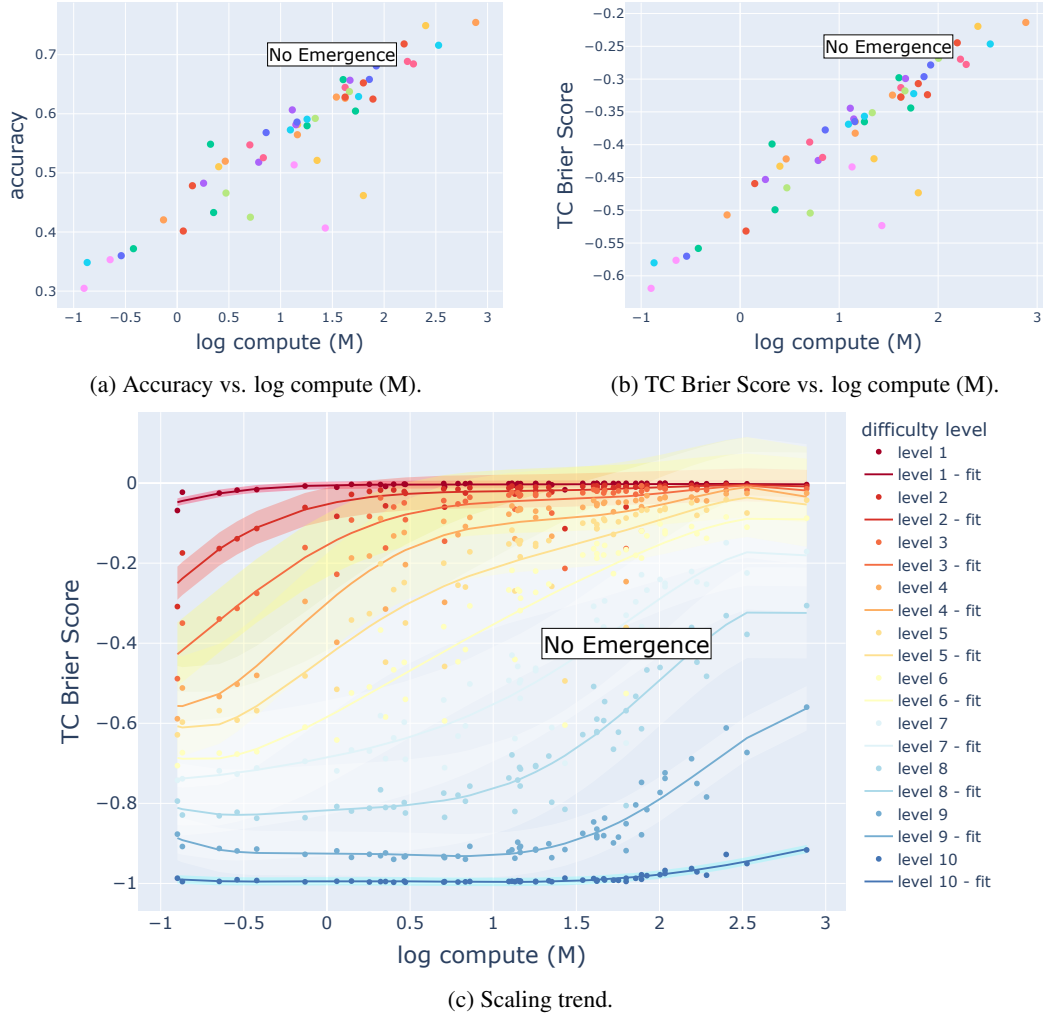 accuracy
0.7
0.6
0.5
0.4
0.3
No Emergence
−1
−0.5
0
0.5
1
1.5
2
2.5
3
log compute (M)
(a) Accuracy vs. log compute (M).
TC Brier Score
−0.2
−0.25
−0.3
−0.35
−0.4
−0.45
−0.5
−0.55
−0.6
No Emergence
−1
0
1
2
3
log compute (M)
(b) TC Brier Score vs. log compute (M).
TC Brier Score
0
−0.2
−0.4
−0.6
−0.8
−1
No Emergence
−1
−0.5
0
0.5
1
1.5
2
2.5
3
log compute (M)
difficulty level
level 1
level 1 - fit
level 2
level 2 - fit
level 3
level 3 - fit
level 4
level 4 - fit
level 5
level 5 - fit
level 6
level 6 - fit
level 7
level 7 - fit
level 8
level 8 - fit
level 9
level 9 - fit
level 10
level 10 - fit
(c) Scaling trend.